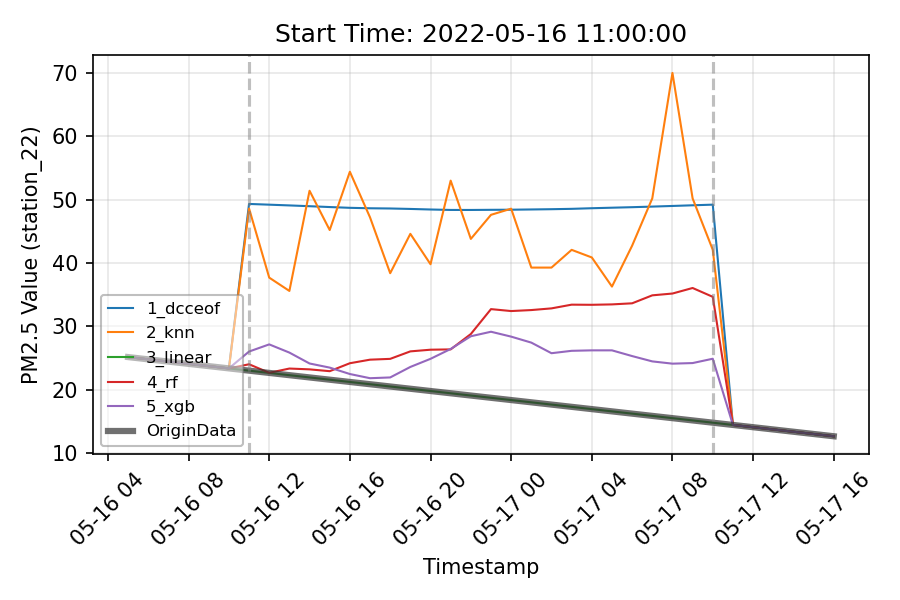 Start Time: 2022-05-16 11:00:00
PM2.5 Value (station_22)
70
60
50
40
30
20
10
1_dcceof
2_knn
3_linear
4_rf
5_xgb
OriginData
05-16 04
05-16 08
05-16 12
05-16 16
05-16 20
05-17 00
05-17 04
05-17 08
05-17 12
05-17 16
Timestamp